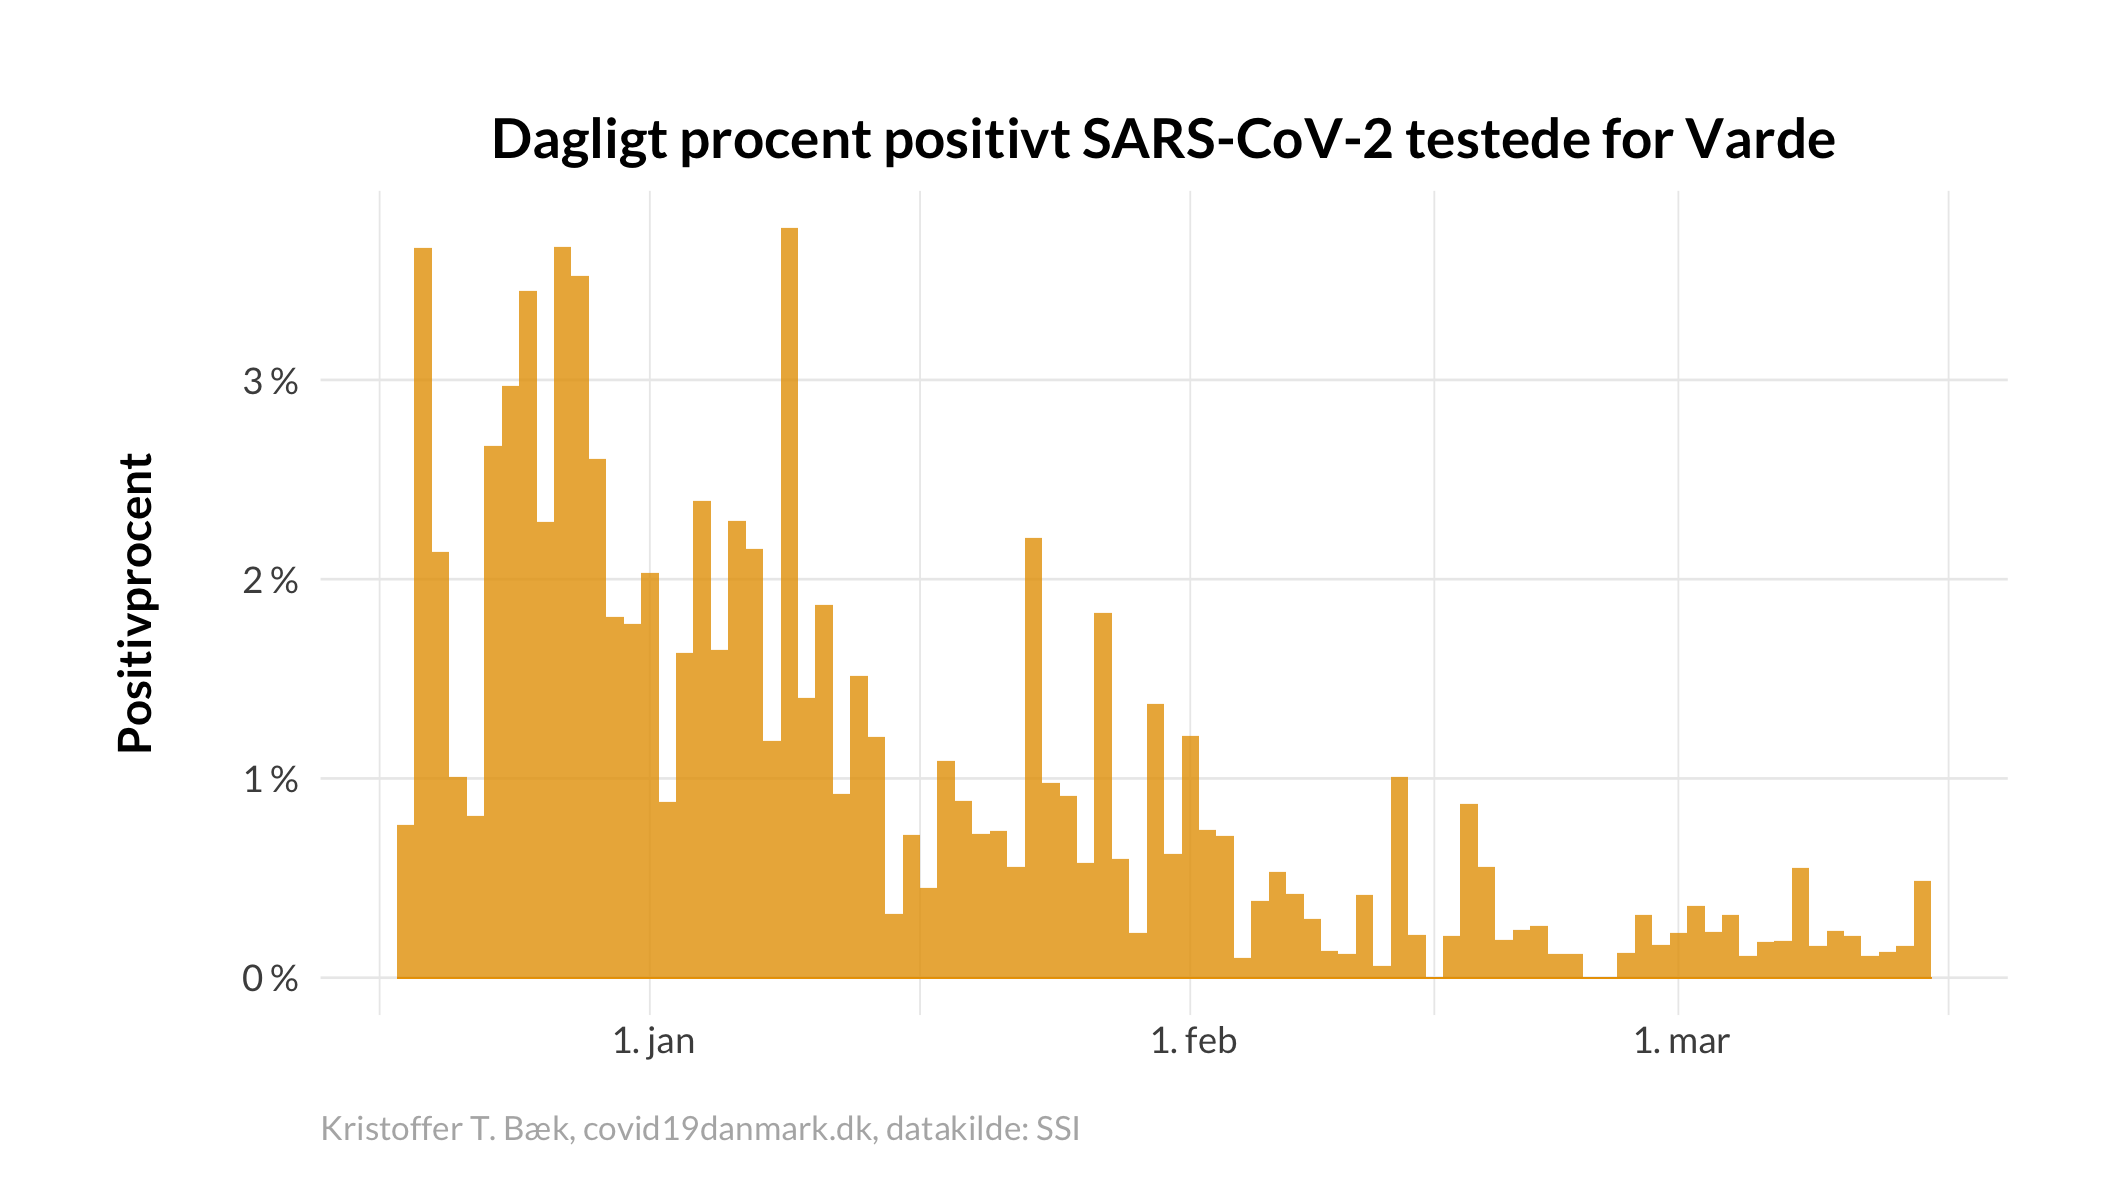 Dagligt procent positivt SARS-CoV-2 testede for Varde
Positivprocent
3 %
2 %
1 %
0 %
1. jan
1. feb
1. mar
Kristoffer T. Bæk, covid19danmark.dk, datakilde: SSI